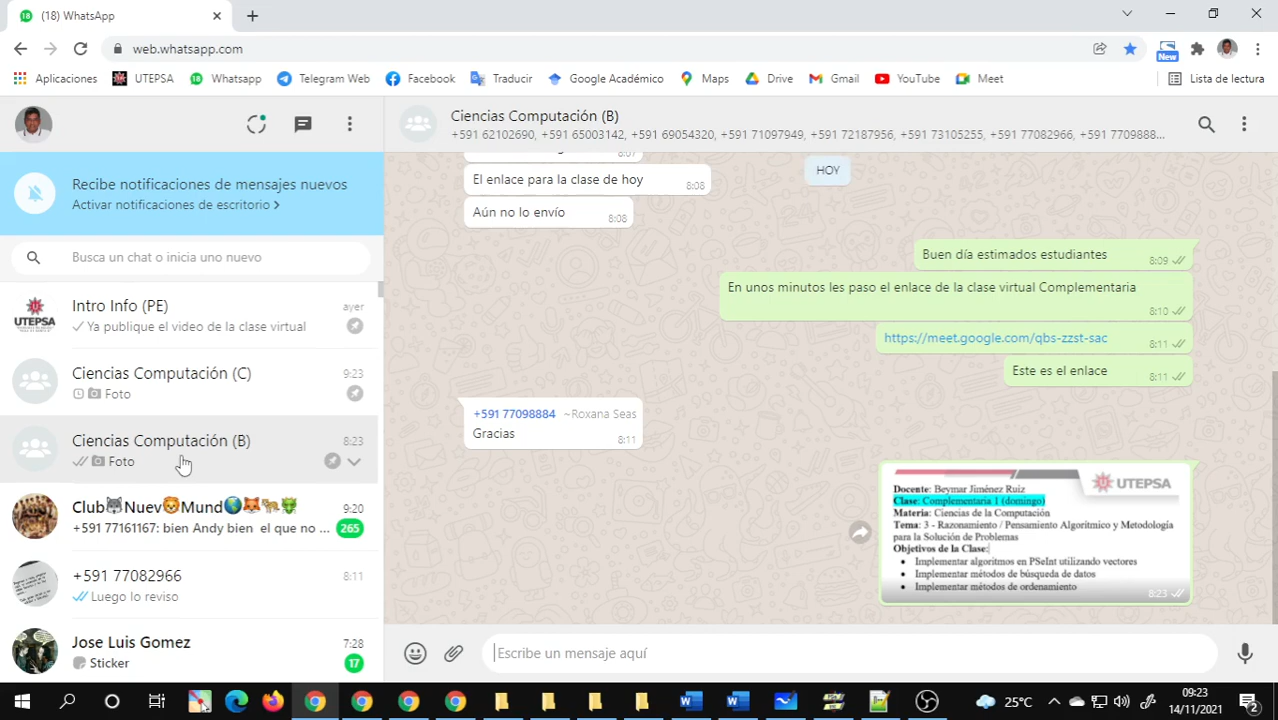 (18) WhatsApp
web.whatsapp.com
New
Aplicaciones
UTEPSA
Whatsapp
Telegram Web
Facebook
Traducir
Google Académico
Maps
Drive
Gmail
YouTube
Meet
Lista de lectura
Recibe notificaciones de mensajes nuevos
Activar notificaciones de escritorio >
Busca un chat o inicia uno nuevo
UTEPSA
Intro Info (PE)
ayer
Ya publique el video de la clase virtual
Ciencias Computación (C)
9:23
Foto
Ciencias Computación (B)
8:23
Foto
Club🐺Nuev🦁Mund🌎🦊🐅🐲
9:20
+591 77161167: bien Andy bien el que no ...
265
+591 77082966
8:11
Luego lo reviso
Jose Luis Gomez
7:28
Sticker
17
Ciencias Computación (B)
+591 62102690, +591 65003142, +591 69054320, +591 71097949, +591 72187956, +591 73105255, +591 77082966, +591 7709888...
8:07
HOY
El enlace para la clase de hoy
8:08
Aún no lo envío
8:08
Buen día estimados estudiantes
8:09
En unos minutos les paso el enlace de la clase virtual Complementaria
8:10
https://meet.google.com/qbs-zzst-sac
8:11
Este es el enlace
8:11
+591 77098884 ~Roxana Seas
Gracias
8:11
UTEPSA
Docente: Beymar Jiménez Ruiz
Clase: Complementaria 1 (domingo)
Materia: Ciencias de la Computación
Tema: 3 - Razonamiento / Pensamiento Algorítmico y Metodología
para la Solución de Problemas
Objetivos de la Clase:
• Implementar algoritmos en PSeInt utilizando vectores
• Implementar métodos de búsqueda de datos
• Implementar métodos de ordenamiento
8:23
Escribe un mensaje aquí
25°C
09:23
14/11/2021
2